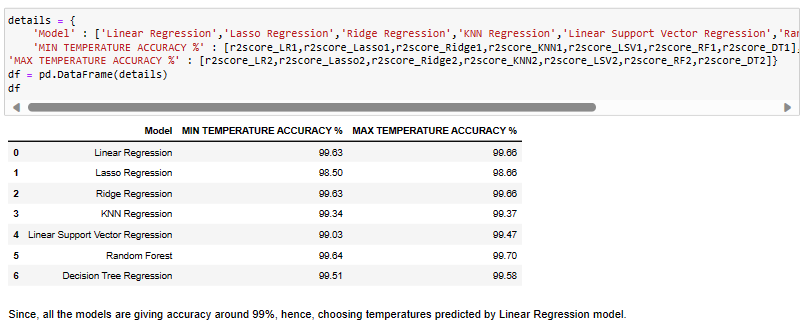 details = {
'Model' : ['Linear Regression','Lasso Regression','Ridge Regression','KNN Regression','Linear Support Vector Regression','Ran
'MIN TEMPERATURE ACCURACY %' : [r2score_LR1,r2score_Lasso1,r2score_Ridge1,r2score_KNN1,r2score_LSV1,r2score_RF1,r2score_DT1],
'MAX TEMPERATURE ACCURACY %' : [r2score_LR2,r2score_Lasso2,r2score_Ridge2,r2score_KNN2,r2score_LSV2,r2score_RF2,r2score_DT2]}
df = pd.DataFrame(details)
df
Model MIN TEMPERATURE ACCURACY % MAX TEMPERATURE ACCURACY %
0 Linear Regression 99.63 99.66
1 Lasso Regression 98.50 98.66
2 Ridge Regression 99.63 99.66
3 KNN Regression 99.34 99.37
4 Linear Support Vector Regression 99.03 99.47
5 Random Forest 99.64 99.70
6 Decision Tree Regression 99.51 99.58
Since, all the models are giving accuracy around 99%, hence, choosing temperatures predicted by Linear Regression model.